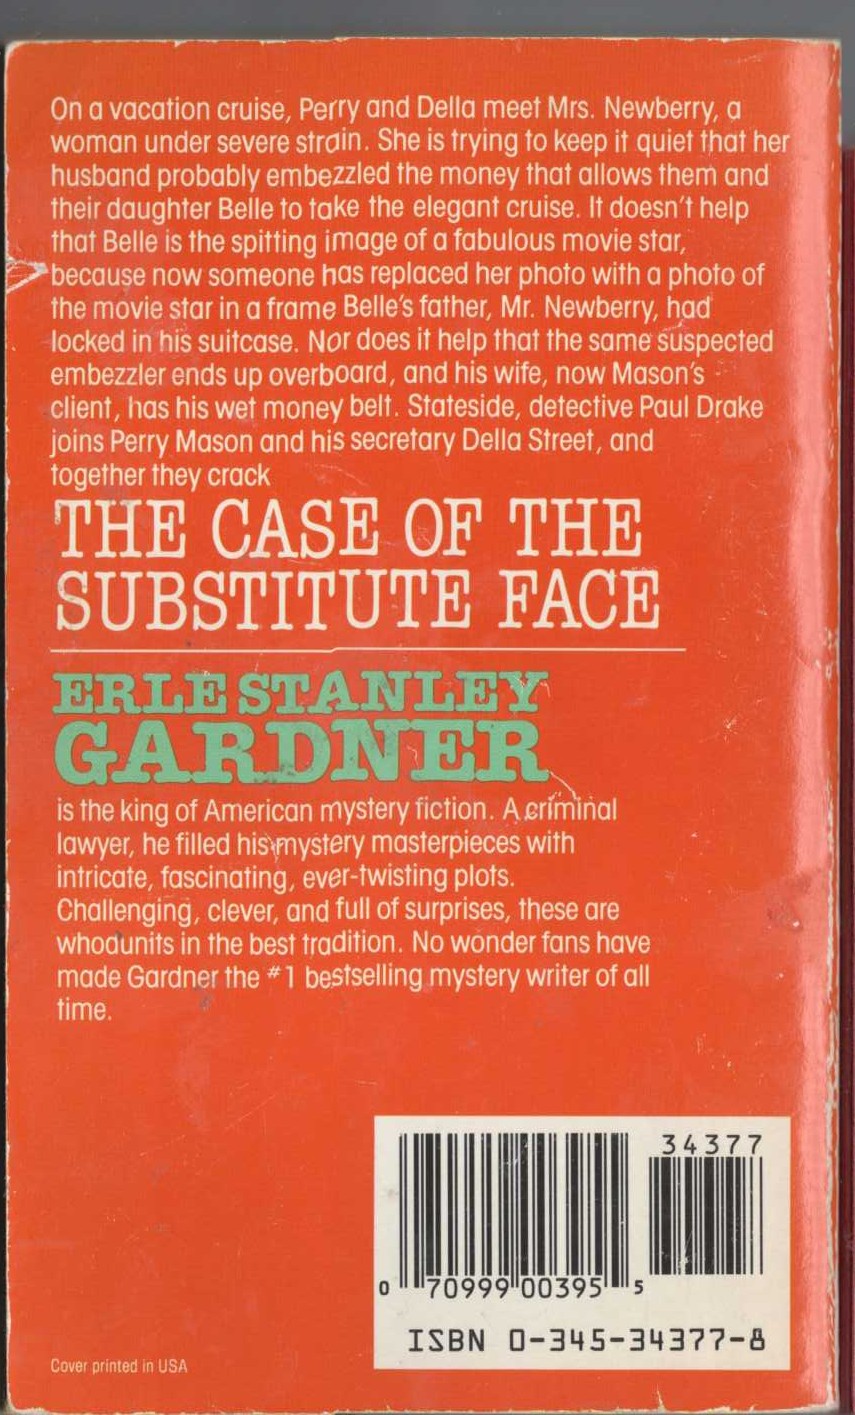 On a vacation cruise, Perry and Della meet Mrs. Newberry, a
woman under severe strain. She is trying to keep it quiet that her
husband probably embezzled the money that allows them and
their daughter Belle to take the elegant cruise. It doesn't help
that Belle is the spitting image of a fabulous movie star,
because now someone has replaced her photo with a photo of
the movie star in a frame Belle's father, Mr. Newberry, had
locked in his suitcase. Nor does it help that the same suspected
embezzler ends up overboard, and his wife, now Mason's
client, has his wet money belt. Stateside, detective Paul Drake
joins Perry Mason and his secretary Della Street, and
together they crack
THE CASE OF THE
SUBSTITUTE FACE
ERLE STANLEY
GARDNER
is the king of American mystery fiction. A criminal
lawyer, he filled his mystery masterpieces with
intricate, fascinating, ever-twisting plots.
Challenging, clever, and full of surprises, these are
whodunits in the best tradition. No wonder fans have
made Gardner the #1 bestselling mystery writer of all
time.
34377
0 70999 00395 5
ISBN 0-345-34377-8
Cover printed in USA